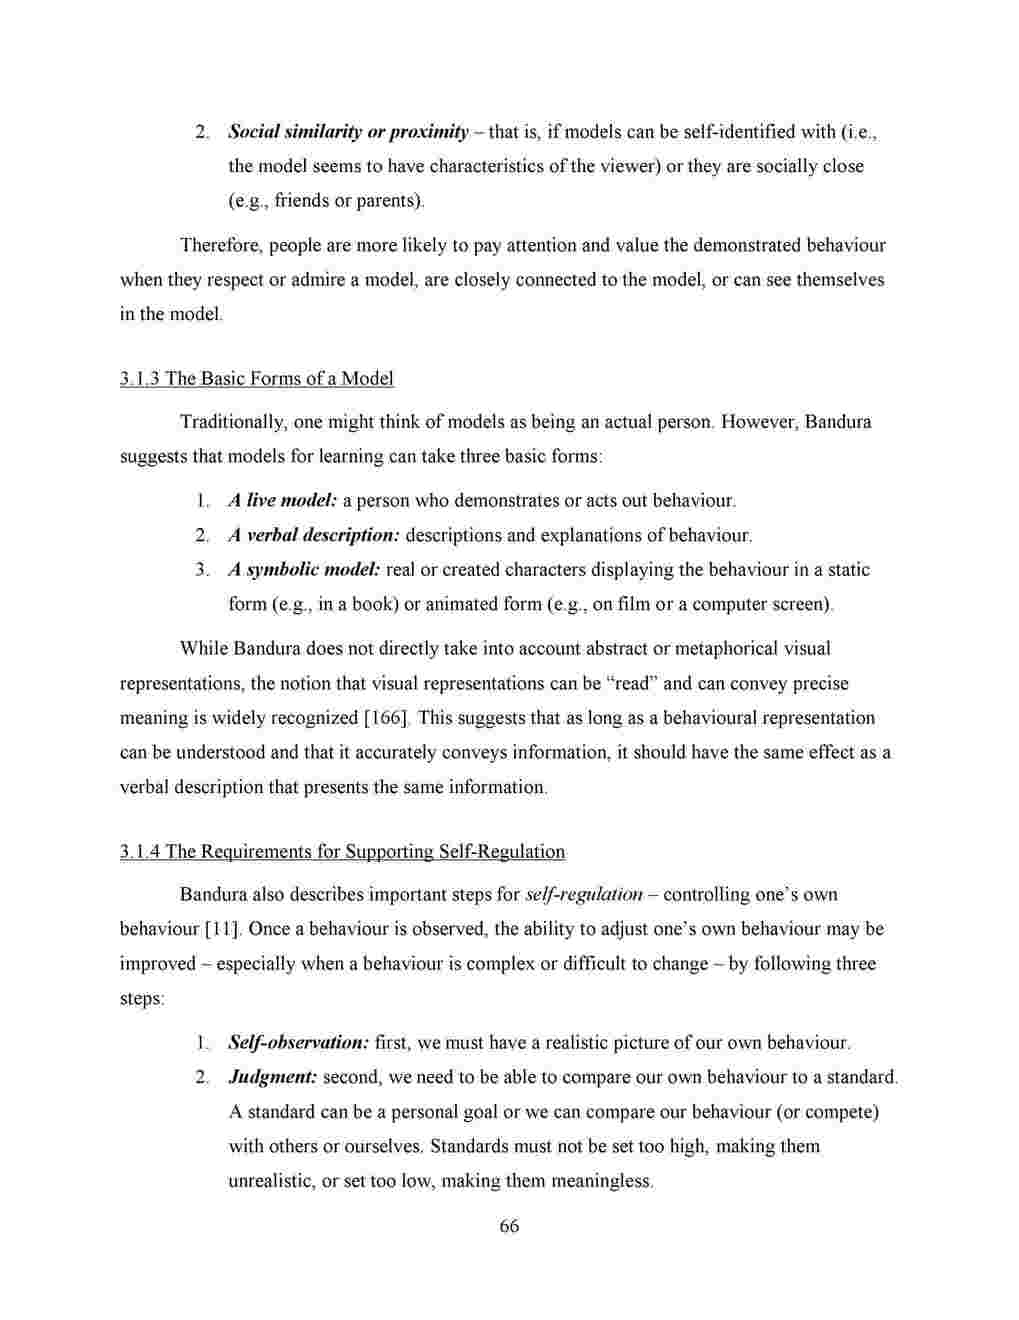 2. Social similarity or proximity – that is, if models can be self-identified with (i.e.,
the model seems to have characteristics of the viewer) or they are socially close
(e.g., friends or parents).
Therefore, people are more likely to pay attention and value the demonstrated behaviour
when they respect or admire a model, are closely connected to the model, or can see themselves
in the model.
3.1.3 The Basic Forms of a Model
Traditionally, one might think of models as being an actual person. However, Bandura
suggests that models for learning can take three basic forms:
1. A live model: a person who demonstrates or acts out behaviour.
2. A verbal description: descriptions and explanations of behaviour.
3. A symbolic model: real or created characters displaying the behaviour in a static
form (e.g., in a book) or animated form (e.g., on film or a computer screen).
While Bandura does not directly take into account abstract or metaphorical visual
representations, the notion that visual representations can be “read” and can convey precise
meaning is widely recognized [166]. This suggests that as long as a behavioural representation
can be understood and that it accurately conveys information, it should have the same effect as a
verbal description that presents the same information.
3.1.4 The Requirements for Supporting Self-Regulation
Bandura also describes important steps for self-regulation – controlling one’s own
behaviour [11]. Once a behaviour is observed, the ability to adjust one’s own behaviour may be
improved – especially when a behaviour is complex or difficult to change – by following three
steps:
1. Self-observation: first, we must have a realistic picture of our own behaviour.
2. Judgment: second, we need to be able to compare our own behaviour to a standard.
A standard can be a personal goal or we can compare our behaviour (or compete)
with others or ourselves. Standards must not be set too high, making them
unrealistic, or set too low, making them meaningless.
66